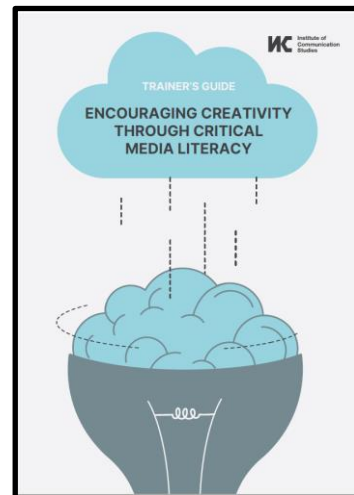 Institute of
Communication
Studies
TRAINER'S GUIDE
ENCOURAGING CREATIVITY
THROUGH CRITICAL
MEDIA LITERACY